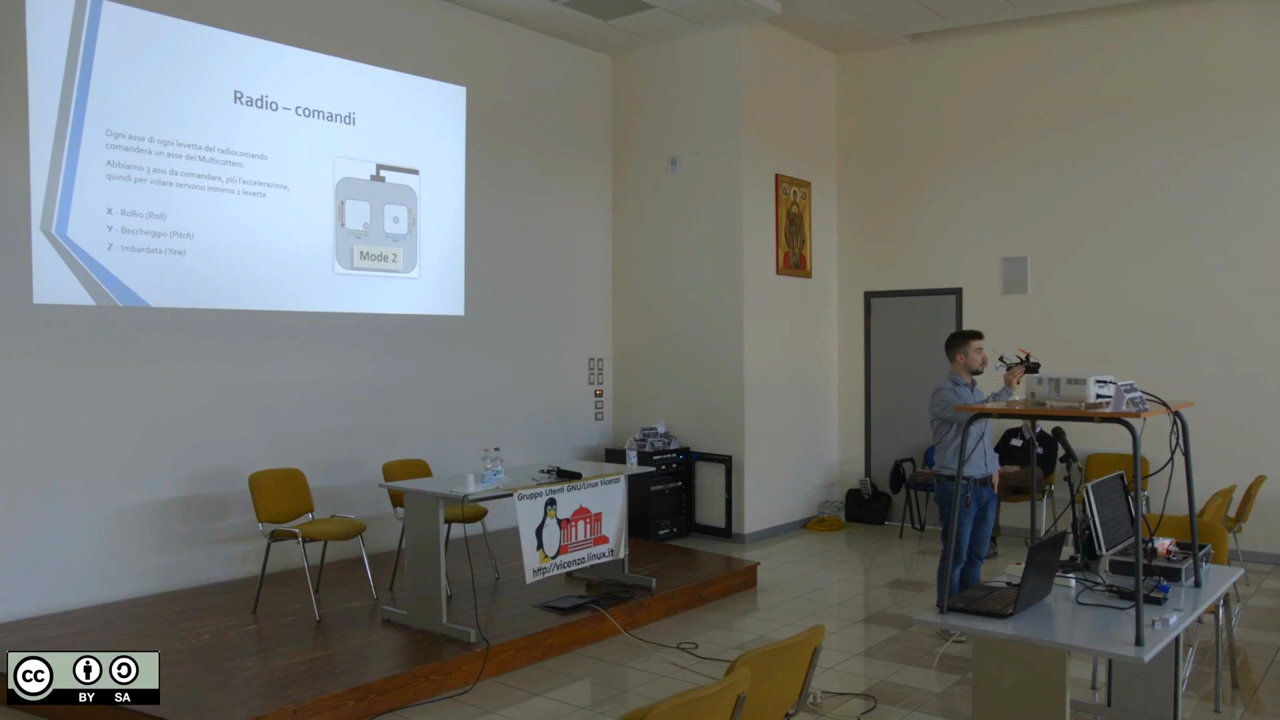 Radio – comandi
Ogni asse di ogni levetta del radiocomando
comanderà un asse del Multicottero.
Abbiamo 3 assi da comandare, più l'accelerazione,
quindi per volare servono minimo 2 levette
X - Rollio (Roll)
Y - Beccheggio (Pitch)
Z - Imbardata (Yaw)
Mode 2
Gruppo Utenti GNU/Linux Vicenza
http://vicenza.linux.it
cc
BY SA